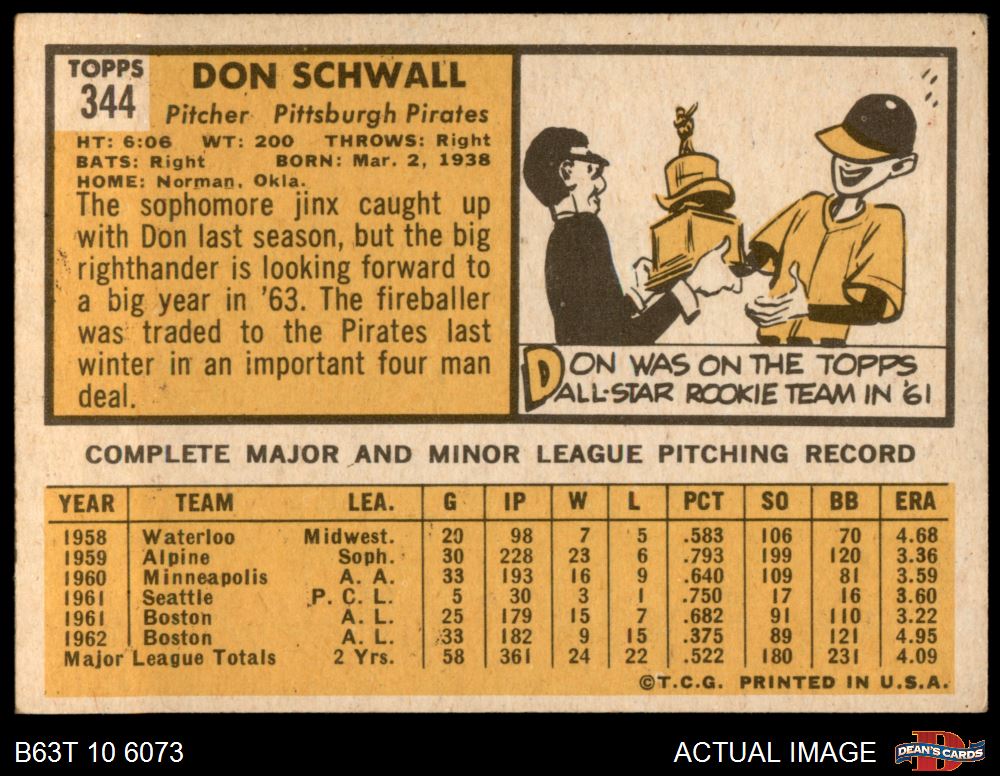 TOPPS
344
DON SCHWALL
Pitcher Pittsburgh Pirates
HT: 6:06 WT: 200 THROWS: Right
BATS: Right BORN: Mar. 2, 1938
HOME: Norman, Okla.
The sophomore jinx caught up
with Don last season, but the big
righthander is looking forward to
a big year in '63. The fireballer
was traded to the Pirates last
winter in an important four man
deal.
DON WAS ON THE TOPPS
ALL-STAR ROOKIE TEAM IN '61
COMPLETE MAJOR AND MINOR LEAGUE PITCHING RECORD
YEAR TEAM LEA. G IP W L PCT SO BB ERA
1958 Waterloo Midwest. 20 98 7 5 .583 106 70 4.68
1959 Alpine Soph. 30 228 23 6 .793 199 120 3.36
1960 Minneapolis A. A. 33 193 16 9 .640 109 81 3.59
1961 Seattle P. C. L. 5 30 3 1 .750 17 16 3.60
1961 Boston A. L. 25 179 15 7 .682 91 110 3.22
1962 Boston A. L. 33 182 9 15 .375 89 121 4.95
Major League Totals 2 Yrs. 58 361 24 22 .522 180 231 4.09
©T.C.G. PRINTED IN U.S.A.
B63T 10 6073
ACTUAL IMAGE
DEAN'S CARDS